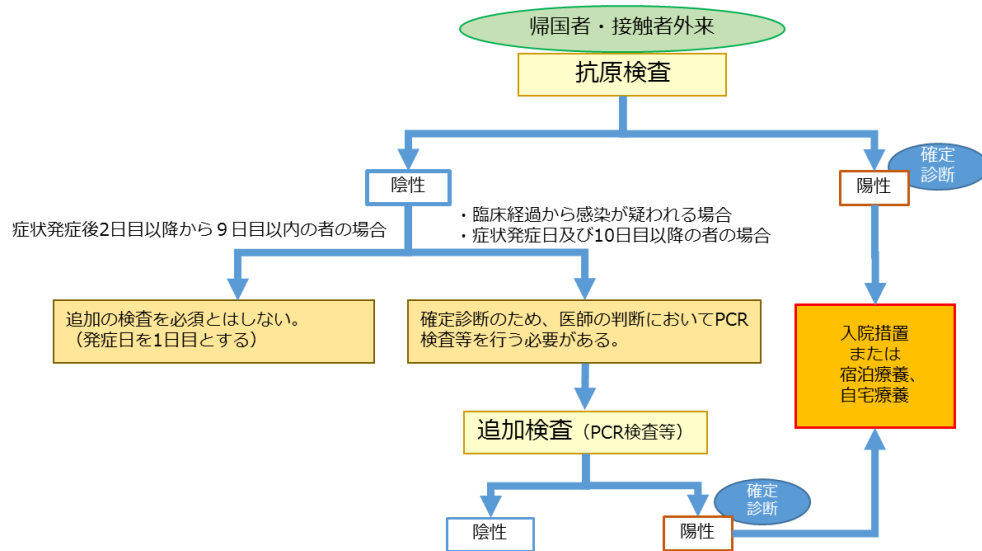 帰国者・接触者外来
抗原検査
陰性
陽性
確定
診断
症状発症後2日目以降から９日目以内の者の場合
・臨床経過から感染が疑われる場合
・症状発症日及び10日目以降の者の場合
追加の検査を必須とはしない。
（発症日を1日目とする）
確定診断のため、医師の判断においてPCR
検査等を行う必要がある。
入院措置
または
宿泊療養、
自宅療養
追加検査（PCR検査等）
陰性
陽性
確定
診断